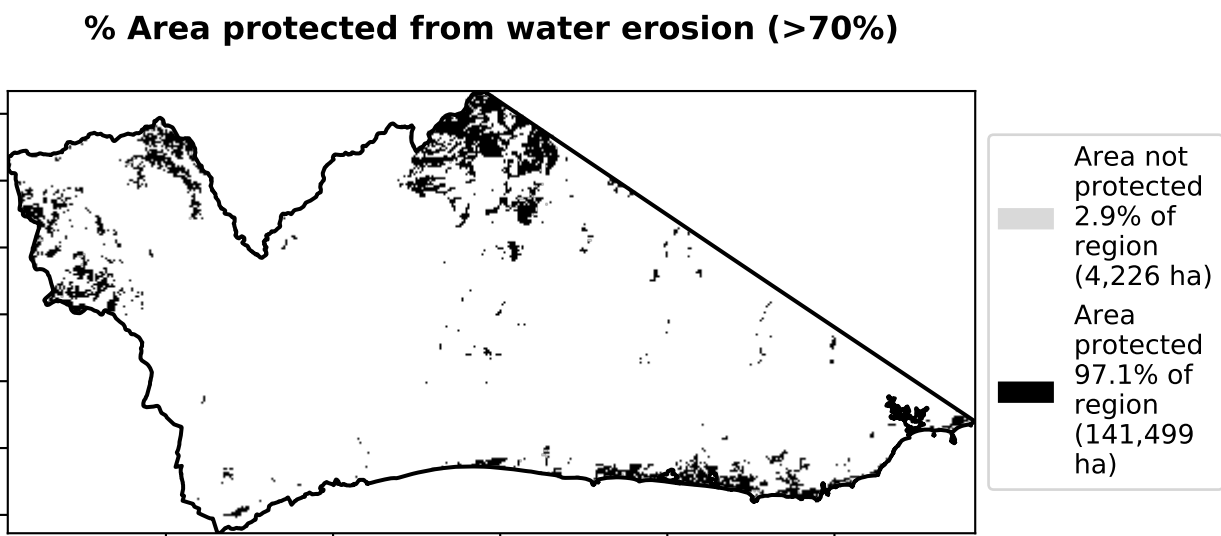 % Area protected from water erosion (>70%)
Area not
protected
2.9% of
region
(4,226 ha)
Area
protected
97.1% of
region
(141,499
ha)